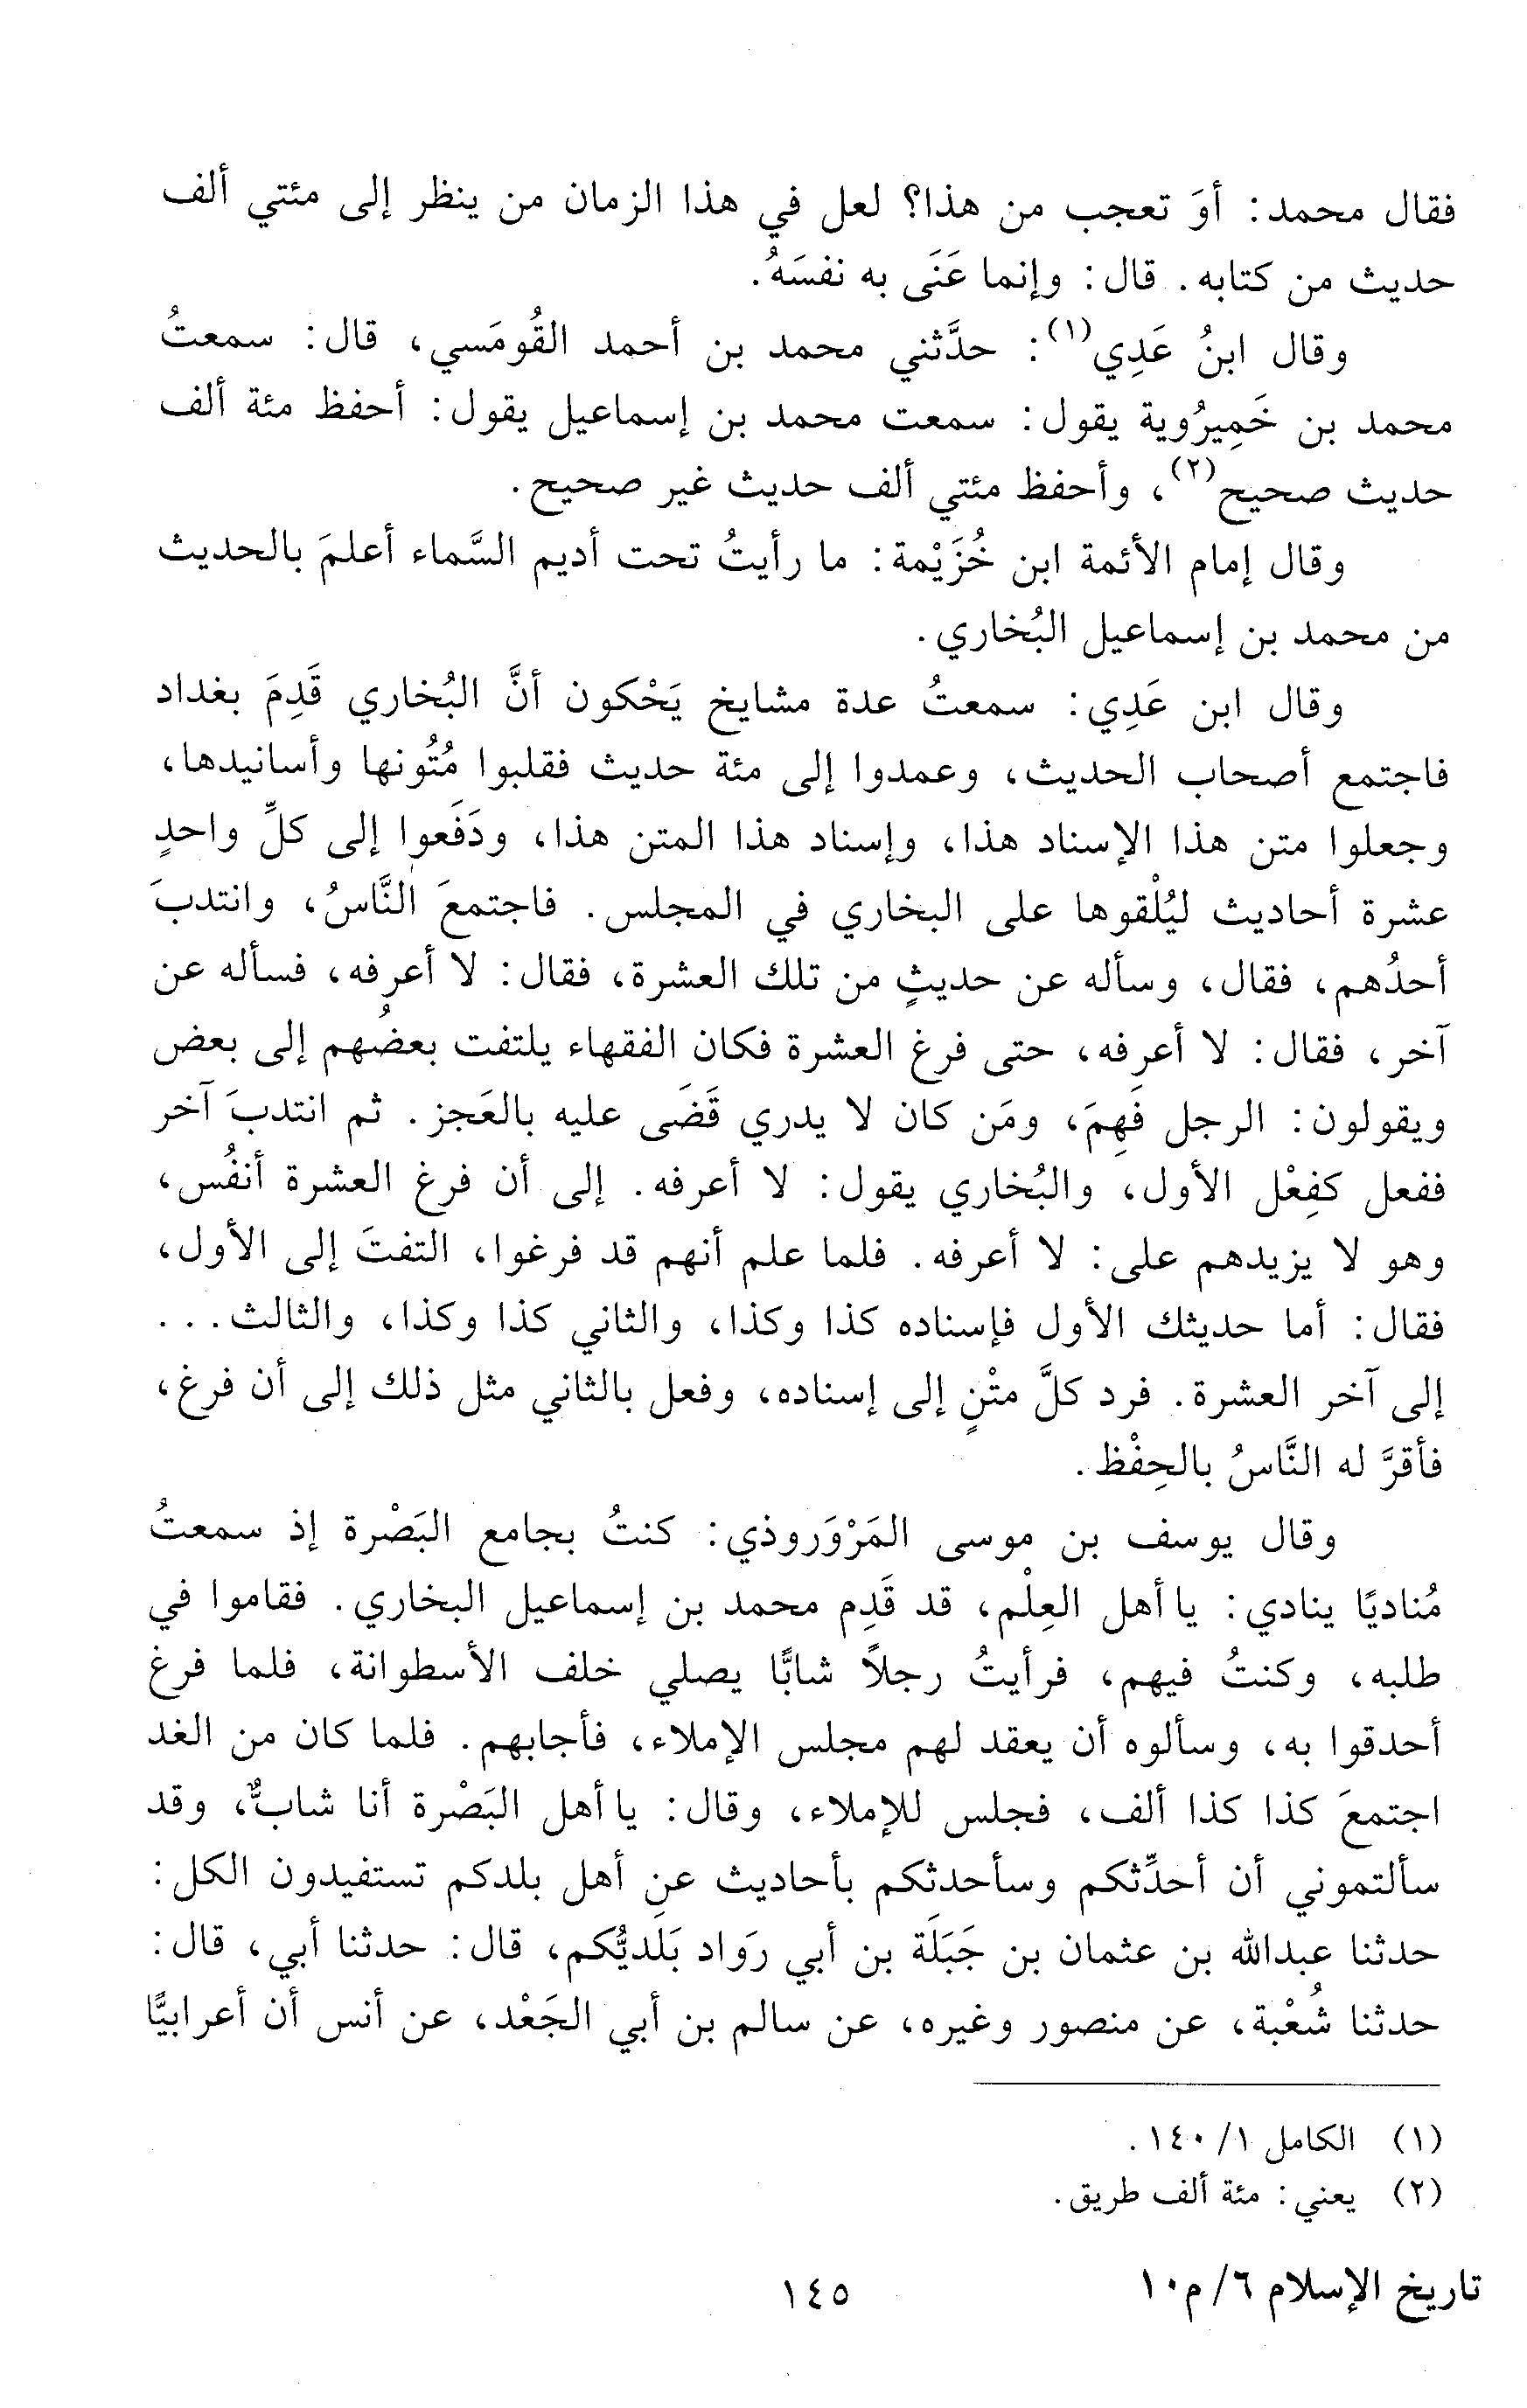 فقال محمد: أوَ تعجب من هذا؟ لعل في هذا الزمان من ينظر إلى مئتي ألف
حديث من كتابه. قال: وإنما عَنَى به نفسَهُ.
وقال ابنُ عَدِي(١): حدَّثني محمد بن أحمد القُومَسي، قال: سمعتُ
محمد بن خَمِيرُوية يقول: سمعت محمد بن إسماعيل يقول: أحفظ مئة ألف
حديث صحيح(٢)، وأحفظ مئتي ألف حديث غير صحيح.
وقال إمام الأئمة ابن خُزَيْمة: ما رأيتُ تحت أديم السَّماء أعلمَ بالحديث
من محمد بن إسماعيل البُخاري.
وقال ابن عَدِي: سمعتُ عدة مشايخ يَحْكون أنَّ البُخاري قَدِمَ بغداد
فاجتمع أصحاب الحديث، وعمدوا إلى مئة حديث فقلبوا مُتُونها وأسانيدها،
وجعلوا متن هذا الإسناد هذا، وإسناد هذا المتن هذا، ودَفَعوا إلى كلِّ واحدٍ
عشرة أحاديث ليُلْقوها على البخاري في المجلس. فاجتمعَ النَّاسُ، وانتدبَ
أحدُهم، فقال، وسأله عن حديثٍ من تلك العشرة، فقال: لا أعرفه، فسأله عن
آخر، فقال: لا أعرفه، حتى فرغ العشرة فكان الفقهاء يلتفت بعضُهم إلى بعض
ويقولون: الرجل فَهِمَ، ومَن كان لا يدري قَضَى عليه بالعَجز. ثم انتدبَ آخر
ففعل كفِعْل الأول، والبُخاري يقول: لا أعرفه. إلى أن فرغ العشرة أنفُس،
وهو لا يزيدهم على: لا أعرفه. فلما علم أنهم قد فرغوا، التفتَ إلى الأول،
فقال: أما حديثك الأول فإسناده كذا وكذا، والثاني كذا وكذا، والثالث...
إلى آخر العشرة. فرد كلَّ متْنٍ إلى إسناده، وفعل بالثاني مثل ذلك إلى أن فرغ،
فأقرَّ له النَّاسُ بالحِفْظ.
وقال يوسف بن موسى المَرْوَروذي: كنتُ بجامع البَصْرة إذ سمعتُ
مُناديًا ينادي: يا أهل العِلْم، قد قَدِم محمد بن إسماعيل البخاري. فقاموا في
طلبه، وكنتُ فيهم، فرأيتُ رجلاً شابًّا يصلي خلف الأسطوانة، فلما فرغ
أحدقوا به، وسألوه أن يعقد لهم مجلس الإملاء، فأجابهم. فلما كان من الغد
اجتمعَ كذا كذا ألف، فجلس للإملاء، وقال: يا أهل البَصْرة أنا شابٌّ، وقد
سألتموني أن أحدِّثكم وسأحدثكم بأحاديث عن أهل بلدكم تستفيدون الكل:
حدثنا عبدالله بن عثمان بن جَبَلَة بن أبي رَواد بَلَديُّكم، قال: حدثنا أبي، قال:
حدثنا شُعْبة، عن منصور وغيره، عن سالم بن أبي الجَعْد، عن أنس أن أعرابيًّا
(١) الكامل ١/ ١٤٠.
(٢) يعني: مئة ألف طريق.
تاريخ الإسلام ٦/ م١٠
١٤٥